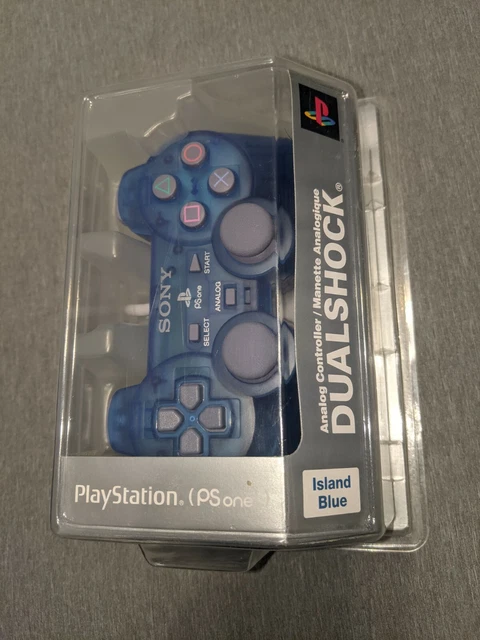 Analog Controller / Manette Analogique
DUALSHOCK®
SONY
PS one
SELECT
ANALOG
START
PlayStation® (PS one)
Island
Blue